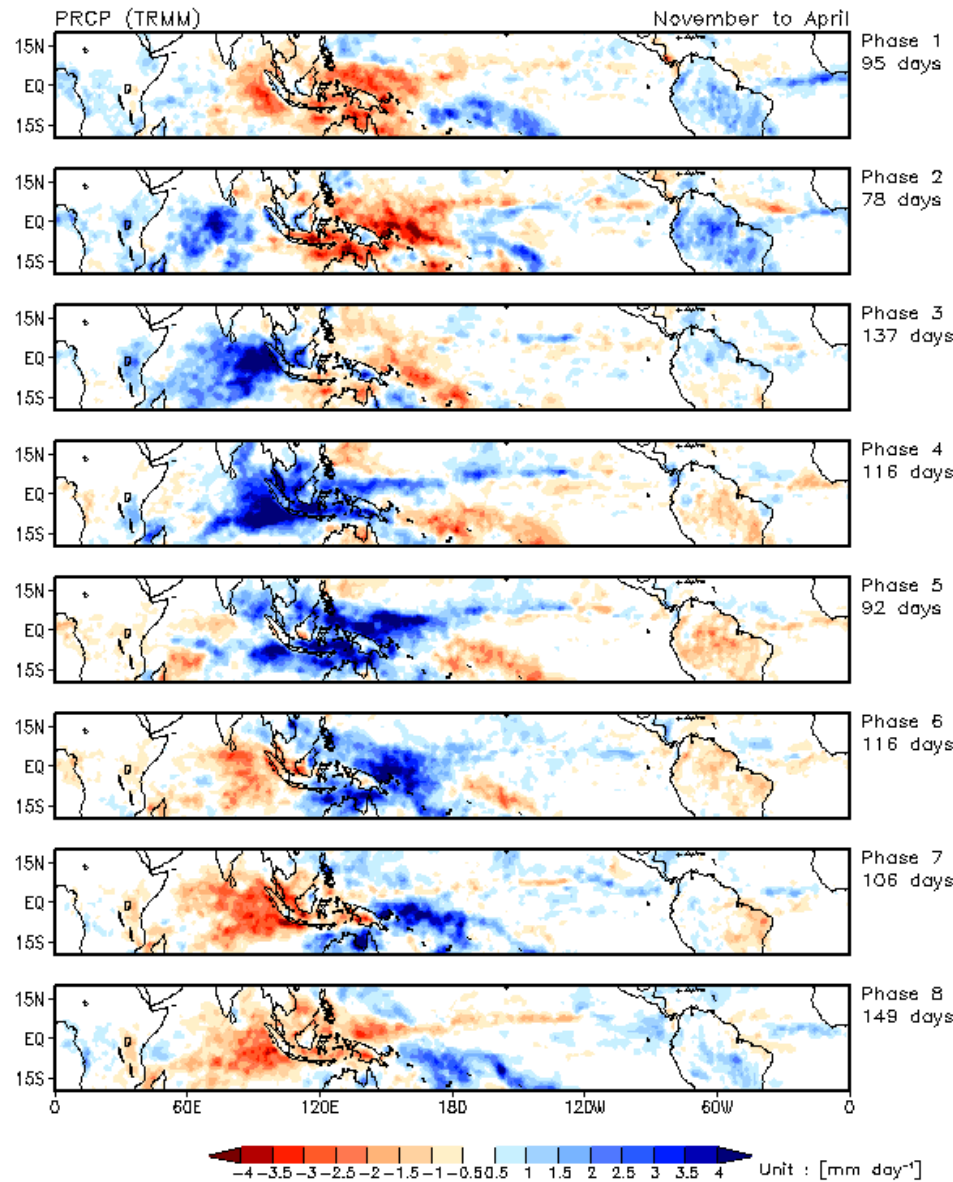 PRCP (TRMM) November to April
15N
EQ
15S
Phase 1
95 days
15N
EQ
15S
Phase 2
78 days
15N
EQ
15S
Phase 3
137 days
15N
EQ
15S
Phase 4
116 days
15N
EQ
15S
Phase 5
92 days
15N
EQ
15S
Phase 6
116 days
15N
EQ
15S
Phase 7
106 days
15N
EQ
15S
Phase 8
149 days
0 60E 120E 180 120W 60W 0
-4 -3.5 -3 -2.5 -2 -1.5 -1 -0.5 0.5 1 1.5 2 2.5 3 3.5 4 Unit : [mm day⁻¹]